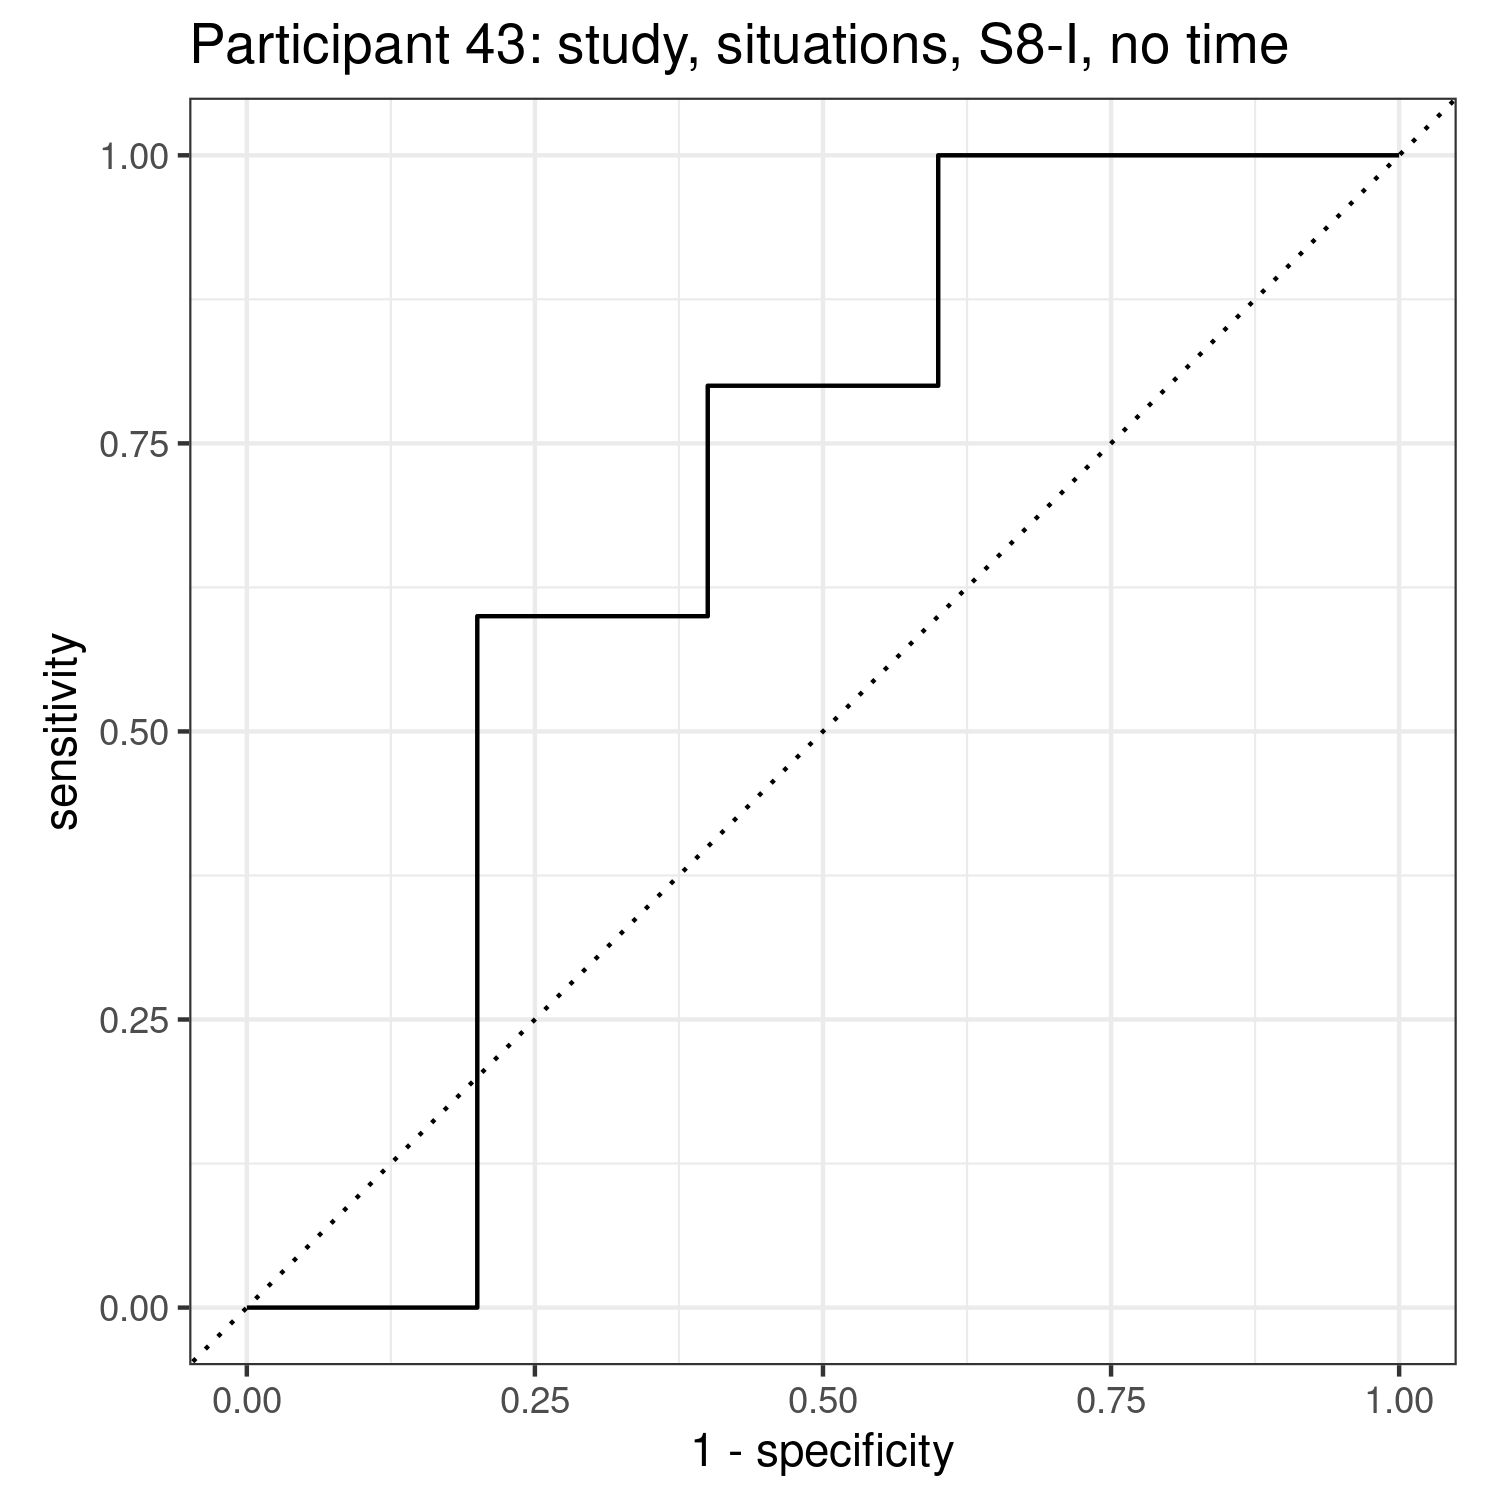 Participant 43: study, situations, S8-I, no time
1.00
0.75
0.50
0.25
0.00
sensitivity
0.00 0.25 0.50 0.75 1.00
1 - specificity